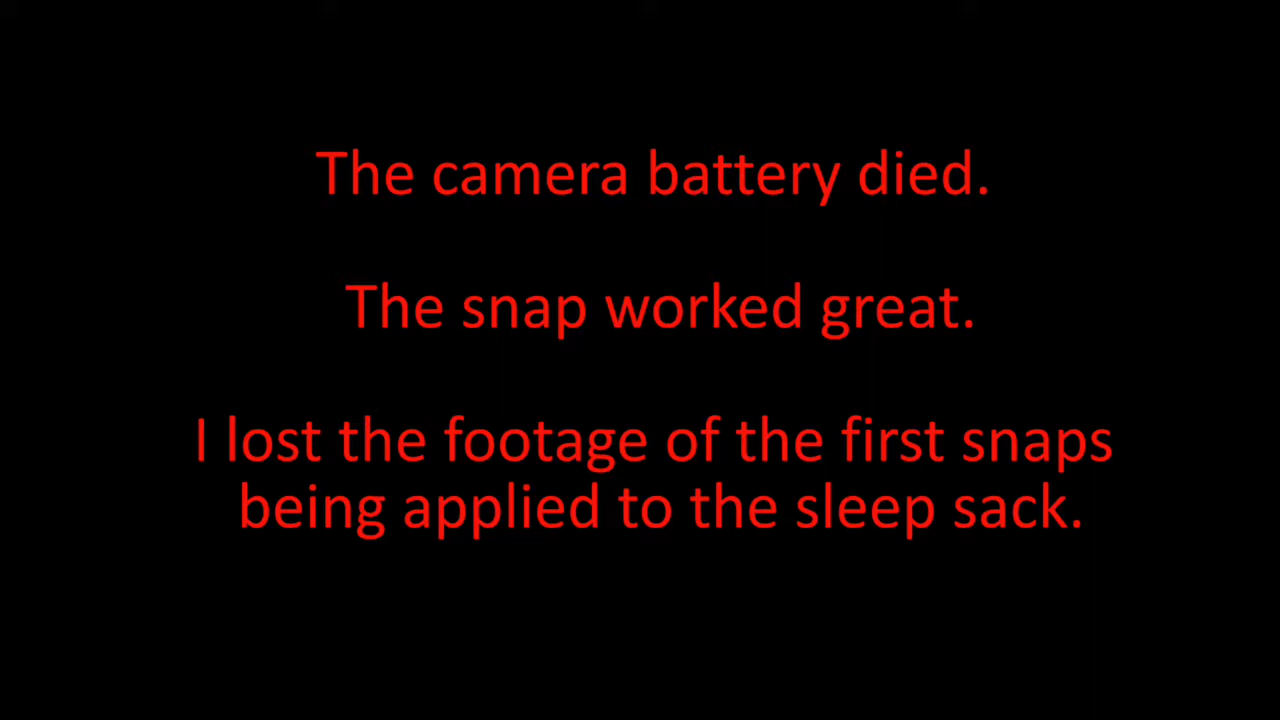 The camera battery died.
The snap worked great.
I lost the footage of the first snaps
being applied to the sleep sack.